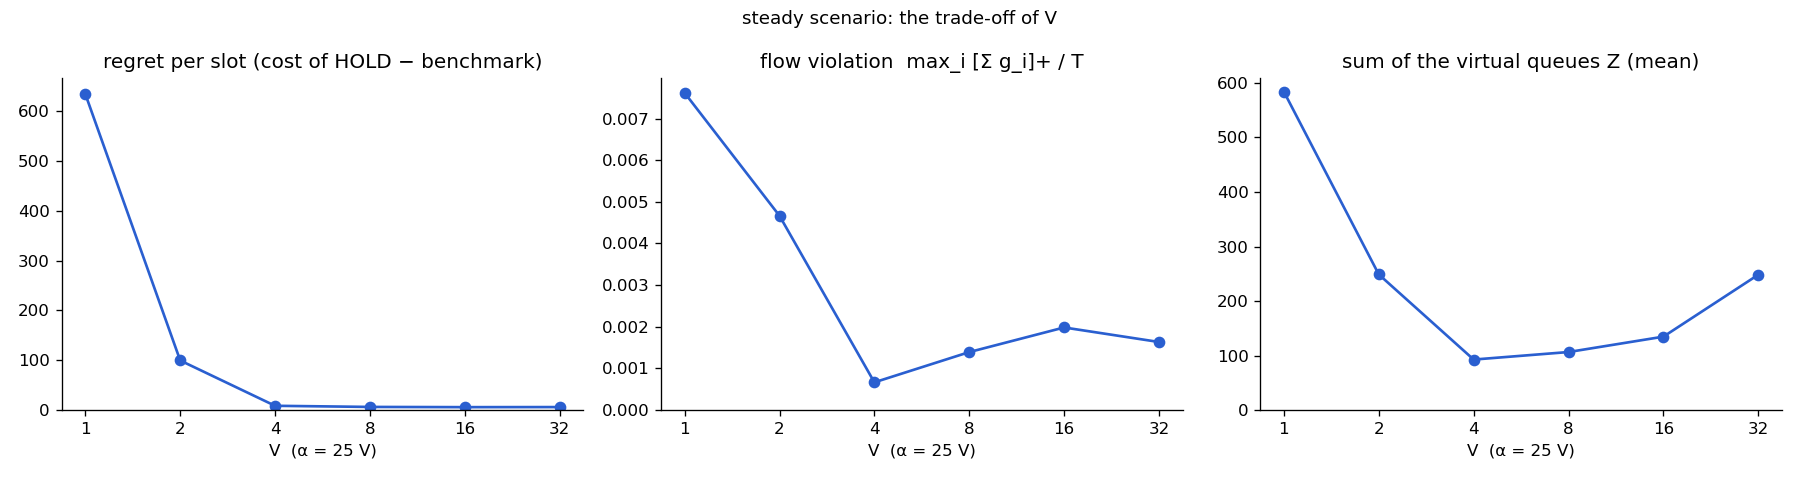 steady scenario: the trade-off of V
regret per slot (cost of HOLD − benchmark)
600
500
400
300
200
100
0
1 2 4 8 16 32
V (α = 25 V)
flow violation max_i [Σ g_i]+ / T
0.007
0.006
0.005
0.004
0.003
0.002
0.001
0.000
1 2 4 8 16 32
V (α = 25 V)
sum of the virtual queues Z (mean)
600
500
400
300
200
100
0
1 2 4 8 16 32
V (α = 25 V)